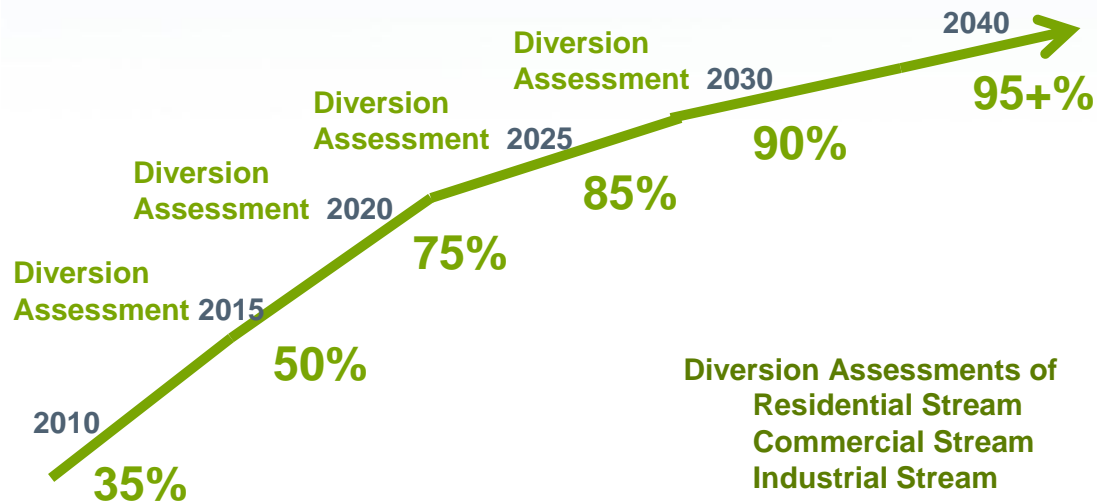 2040
95+%
Diversion
Assessment 2030
90%
Diversion
Assessment 2025
85%
Diversion
Assessment 2020
75%
Diversion
Assessment 2015
50%
2010
35%
Diversion Assessments of
Residential Stream
Commercial Stream
Industrial Stream